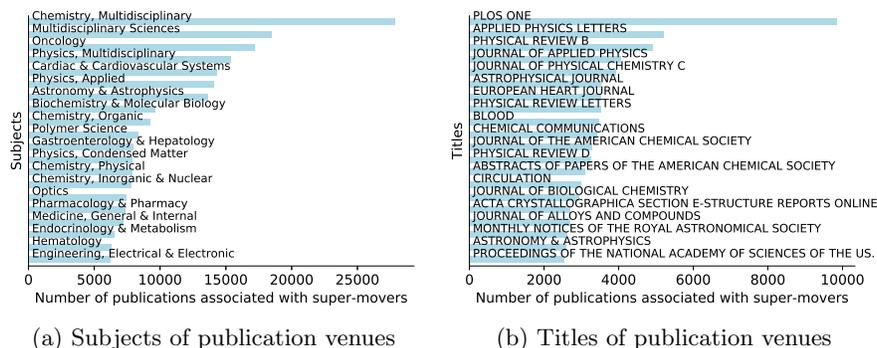 Chemistry, Multidisciplinary
Multidisciplinary Sciences
Oncology
Physics, Multidisciplinary
Cardiac & Cardiovascular Systems
Physics, Applied
Astronomy & Astrophysics
Biochemistry & Molecular Biology
Chemistry, Organic
Polymer Science
Gastroenterology & Hepatology
Physics, Condensed Matter
Chemistry, Physical
Chemistry, Inorganic & Nuclear
Optics
Pharmacology & Pharmacy
Medicine, General & Internal
Endocrinology & Metabolism
Hematology
Engineering, Electrical & Electronic
Subjects
0 5000 10000 15000 20000 25000
Number of publications associated with super-movers
(a) Subjects of publication venues
PLOS ONE
APPLIED PHYSICS LETTERS
PHYSICAL REVIEW B
JOURNAL OF APPLIED PHYSICS
JOURNAL OF PHYSICAL CHEMISTRY C
ASTROPHYSICAL JOURNAL
EUROPEAN HEART JOURNAL
PHYSICAL REVIEW LETTERS
BLOOD
CHEMICAL COMMUNICATIONS
JOURNAL OF THE AMERICAN CHEMICAL SOCIETY
PHYSICAL REVIEW D
ABSTRACTS OF PAPERS OF THE AMERICAN CHEMICAL SOCIETY
CIRCULATION
JOURNAL OF BIOLOGICAL CHEMISTRY
ACTA CRYSTALLOGRAPHICA SECTION E-STRUCTURE REPORTS ONLINE
JOURNAL OF ALLOYS AND COMPOUNDS
MONTHLY NOTICES OF THE ROYAL ASTRONOMICAL SOCIETY
ASTRONOMY & ASTROPHYSICS
PROCEEDINGS OF THE NATIONAL ACADEMY OF SCIENCES OF THE US.
Titles
0 2000 4000 6000 8000 10000
Number of publications associated with super-movers
(b) Titles of publication venues